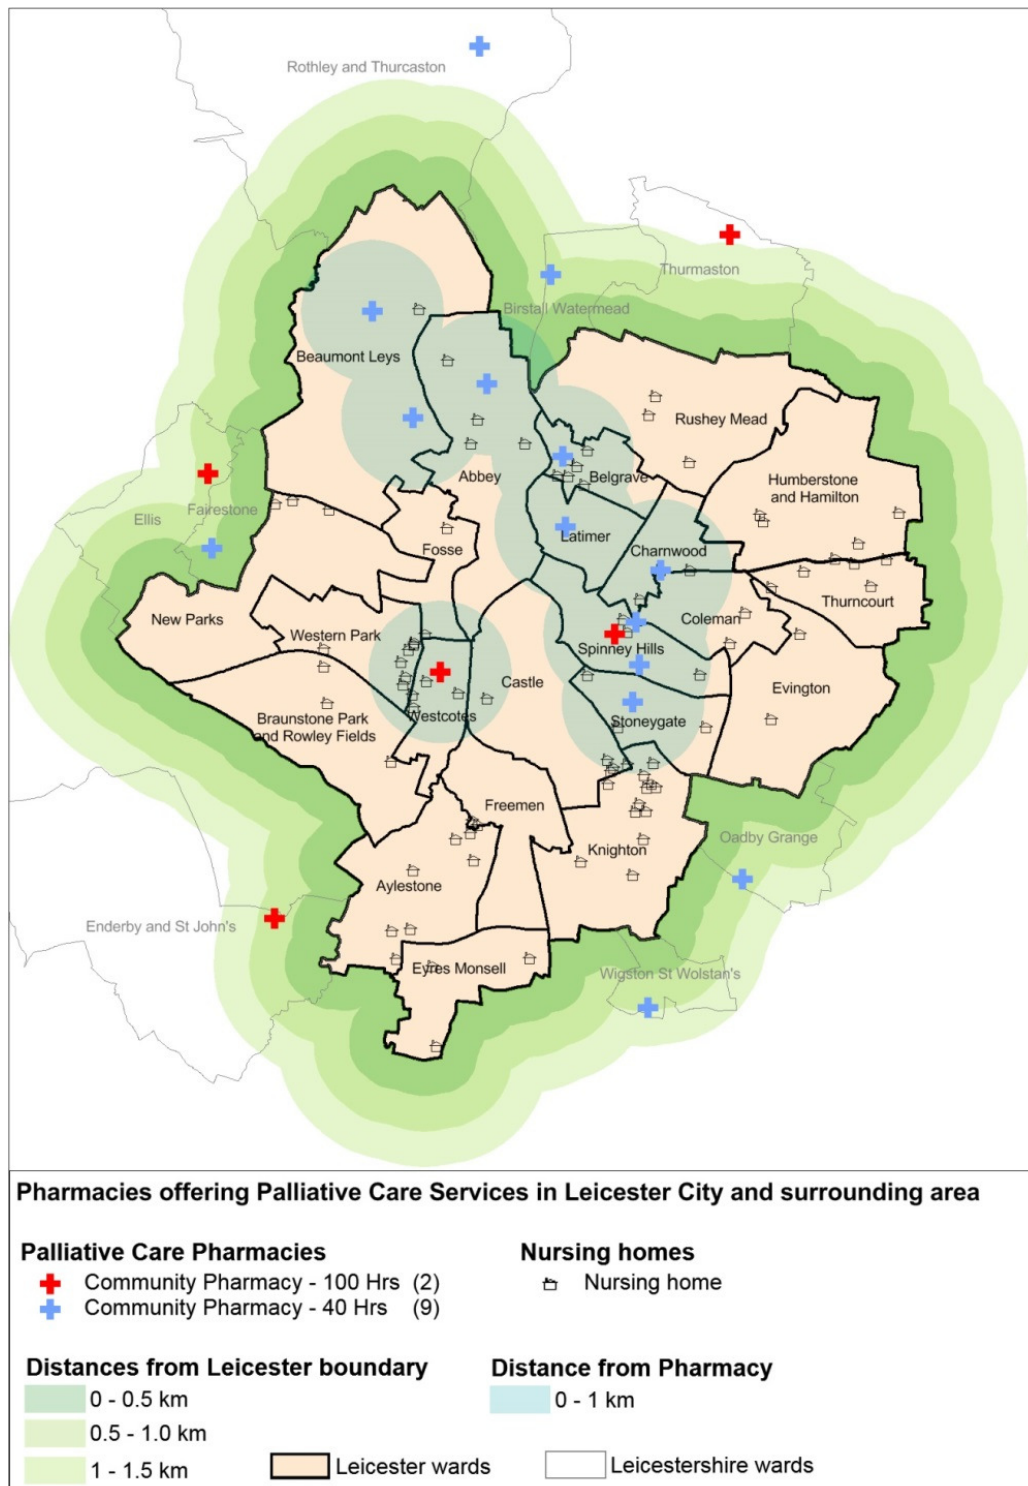 Rothley and Thurcaston
Thurmaston
Birstall Watermead
Beaumont Leys
Rushey Mead
Abbey
Belgrave
Humberstone
and Hamilton
Ellis
Fairestone
Latimer
Fosse
Charnwood
New Parks
Thurncourt
Coleman
Western Park
Spinney Hills
Castle
Evington
Westcotes
Braunstone Park
and Rowley Fields
Stoneygate
Freemen
Oadby Grange
Knighton
Aylestone
Enderby and St John's
Eyres Monsell
Wigston St Wolstan's
Pharmacies offering Palliative Care Services in Leicester City and surrounding area
Palliative Care Pharmacies
Community Pharmacy - 100 Hrs (2)
Community Pharmacy - 40 Hrs (9)
Nursing homes
Nursing home
Distances from Leicester boundary
0 - 0.5 km
0.5 - 1.0 km
1 - 1.5 km
Distance from Pharmacy
0 - 1 km
Leicester wards
Leicestershire wards